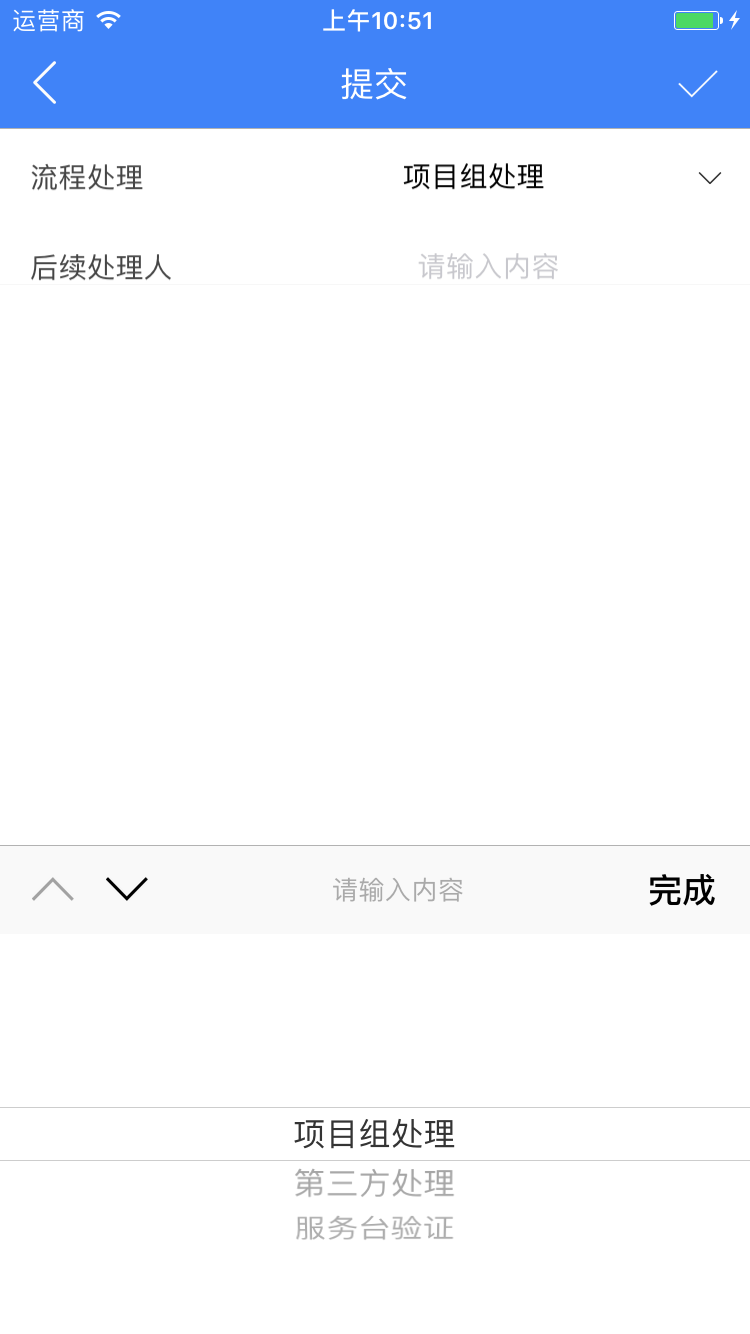 运营商 上午10:51
提交
流程处理 项目组处理
后续处理人 请输入内容
请输入内容 完成
项目组处理
第三方处理
服务台验证